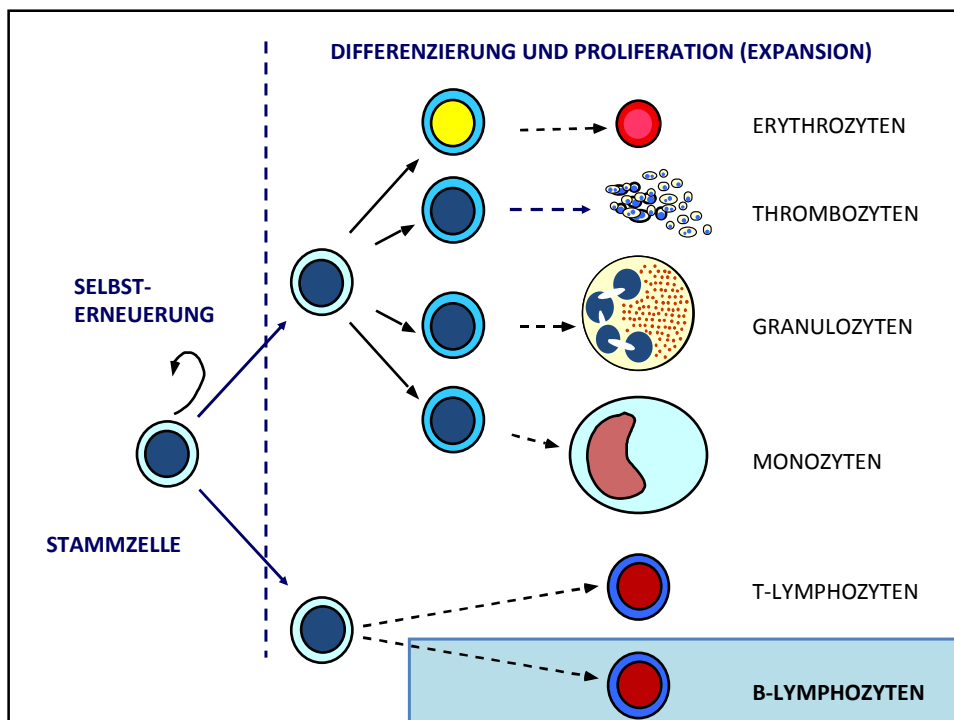 DIFFERENZIERUNG UND PROLIFERATION (EXPANSION)
ERYTHROZYTEN
THROMBOZYTEN
SELBST-
ERNEUERUNG
GRANULOZYTEN
MONOZYTEN
STAMMZELLE
T-LYMPHOZYTEN
B-LYMPHOZYTEN